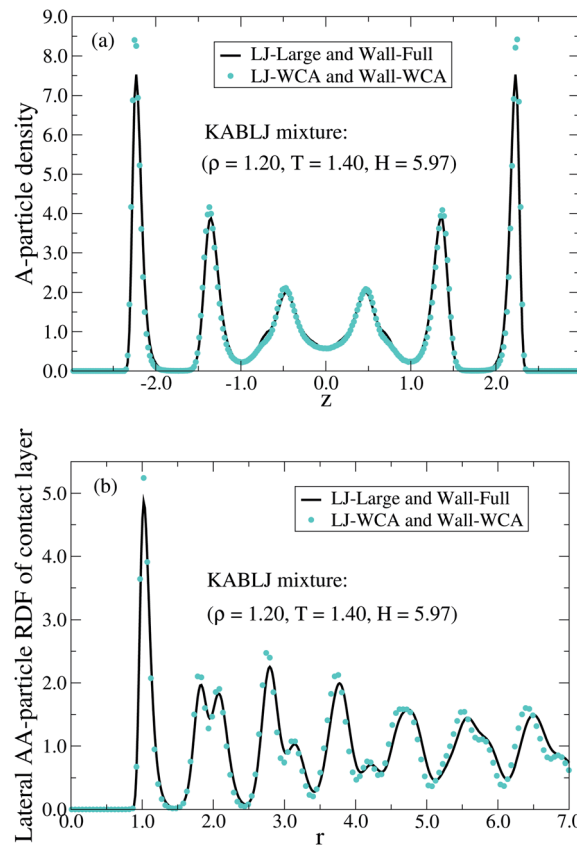 (a)
LJ-Large and Wall-Full
LJ-WCA and Wall-WCA
KABLJ mixture:
(ρ = 1.20, T = 1.40, H = 5.97)
A-particle density
9.0
8.0
7.0
6.0
5.0
4.0
3.0
2.0
1.0
0.0
-2.0 -1.0 0.0 1.0 2.0
z
(b)
LJ-Large and Wall-Full
LJ-WCA and Wall-WCA
KABLJ mixture:
(ρ = 1.20, T = 1.40, H = 5.97)
Lateral AA-particle RDF of contact layer
5.0
4.0
3.0
2.0
1.0
0.0
0.0 1.0 2.0 3.0 4.0 5.0 6.0 7.0
r